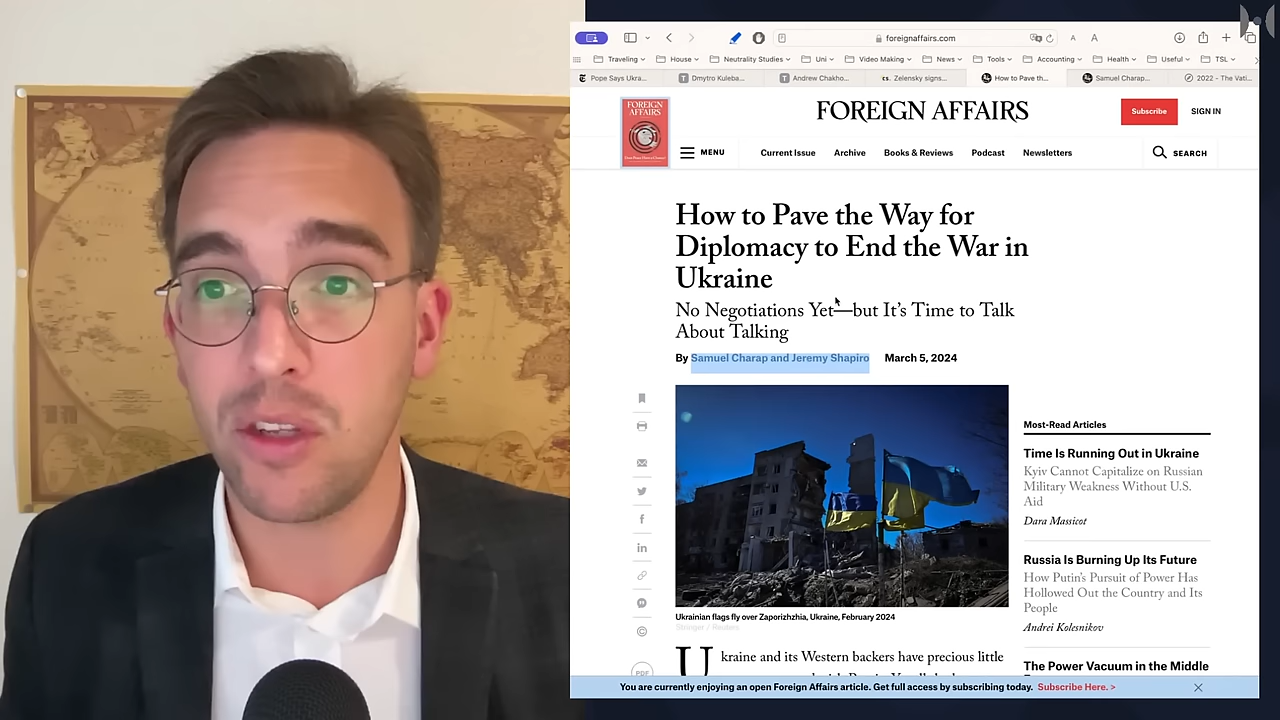 foreignaffairs.com
A
A
Traveling
House
Neutrality Studies
Uni
Video Making
News
Tools
Accounting
Health
Useful
TSL
Pope Says Ukra...
Dmytro Kuleba...
Andrew Chakho...
Zelensky signs...
How to Pave th...
Samuel Charap...
2022 - The Vati...
FOREIGN
AFFAIRS
FOREIGN AFFAIRS
Subscribe
SIGN IN
MENU
Current Issue
Archive
Books & Reviews
Podcast
Newsletters
SEARCH
How to Pave the Way for
Diplomacy to End the War in
Ukraine
No Negotiations Yet—but It's Time to Talk
About Talking
By Samuel Charap and Jeremy Shapiro
March 5, 2024
Most-Read Articles
Time Is Running Out in Ukraine
Kyiv Cannot Capitalize on Russian
Military Weakness Without U.S.
Aid
Dara Massicot
Russia Is Burning Up Its Future
How Putin's Pursuit of Power Has
Hollowed Out the Country and Its
People
Andrei Kolesnikov
The Power Vacuum in the Middle
Ukrainian flags fly over Zaporizhzhia, Ukraine, February 2024
Stringer / Reuters
Ukraine and its Western backers have precious little
PDF
You are currently enjoying an open Foreign Affairs article. Get full access by subscribing today. Subscribe Here. >